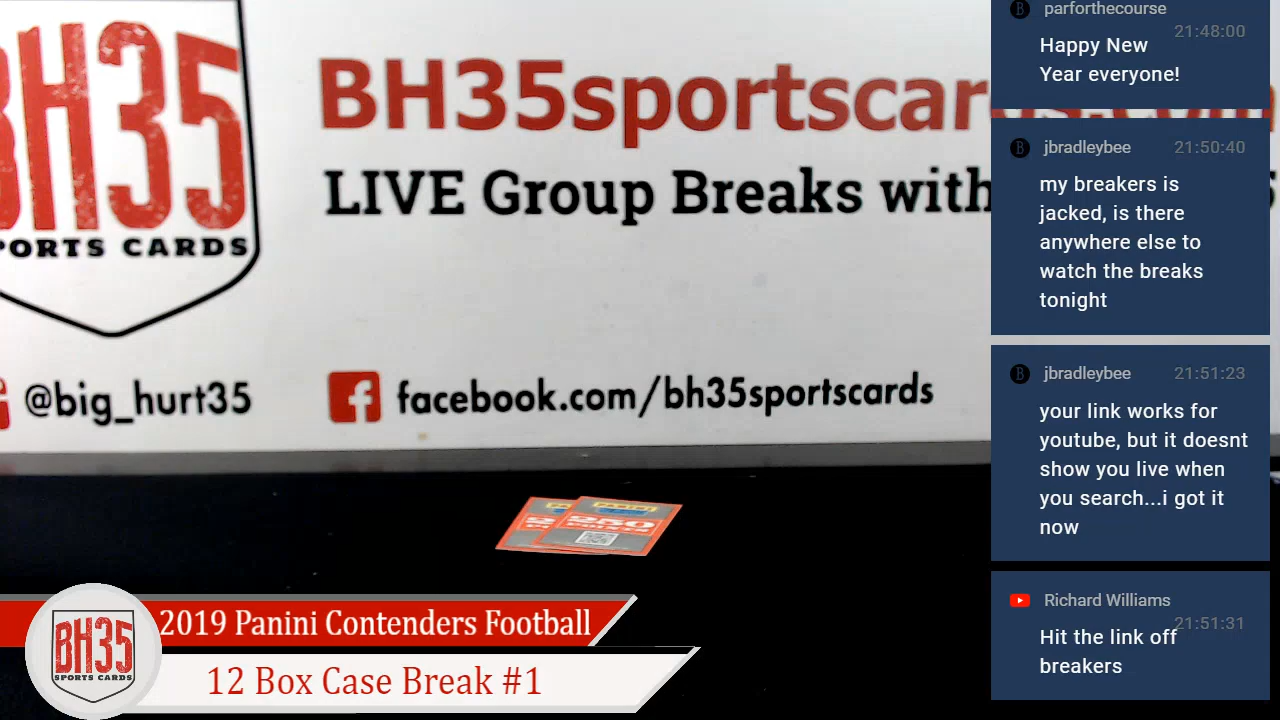 BH35
SPORTS CARDS
BH35sportscar
LIVE Group Breaks with
@big_hurt35
facebook.com/bh35sportscards
PANINI
250
2019 Panini Contenders Football
12 Box Case Break #1
BH35
SPORTS CARDS
parforthecourse
21:48:00
Happy New
Year everyone!
jbradleybee 21:50:40
my breakers is
jacked, is there
anywhere else to
watch the breaks
tonight
jbradleybee 21:51:23
your link works for
youtube, but it doesnt
show you live when
you search...i got it
now
Richard Williams
21:51:31
Hit the link off
breakers